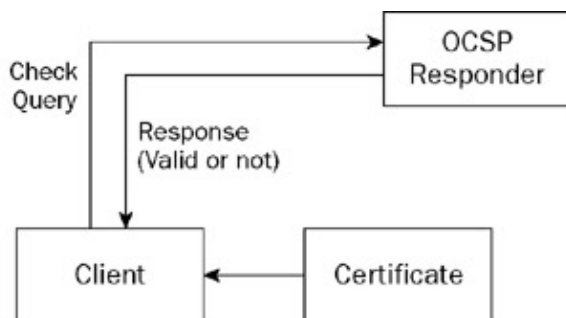 OCSP
Responder
Check
Query
Response
(Valid or not)
Client
Certificate